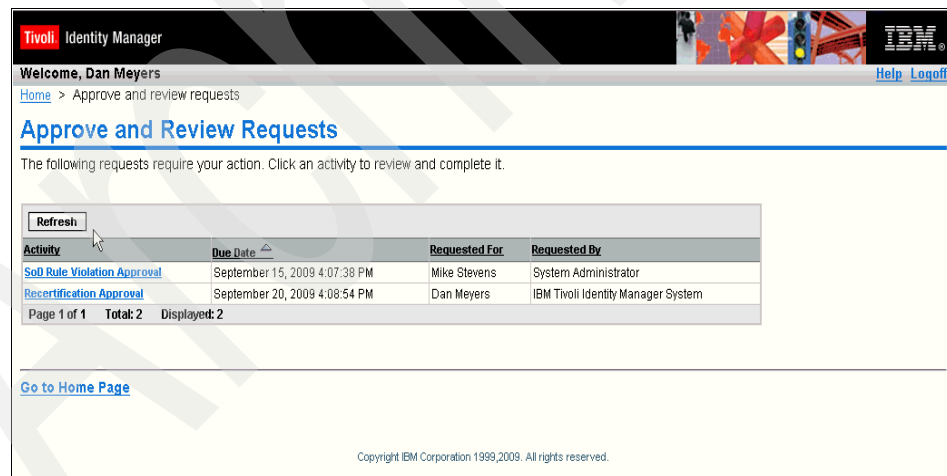 Tivoli. Identity Manager
IBM®
Welcome, Dan Meyers
Help Logoff
Home > Approve and review requests
Approve and Review Requests
The following requests require your action. Click an activity to review and complete it.
Refresh
Activity Due Date Requested For Requested By
SoD Rule Violation Approval September 15, 2009 4:07:38 PM Mike Stevens System Administrator
Recertification Approval September 20, 2009 4:08:54 PM Dan Meyers IBM Tivoli Identity Manager System
Page 1 of 1 Total: 2 Displayed: 2
Go to Home Page
Copyright IBM Corporation 1999,2009. All rights reserved.